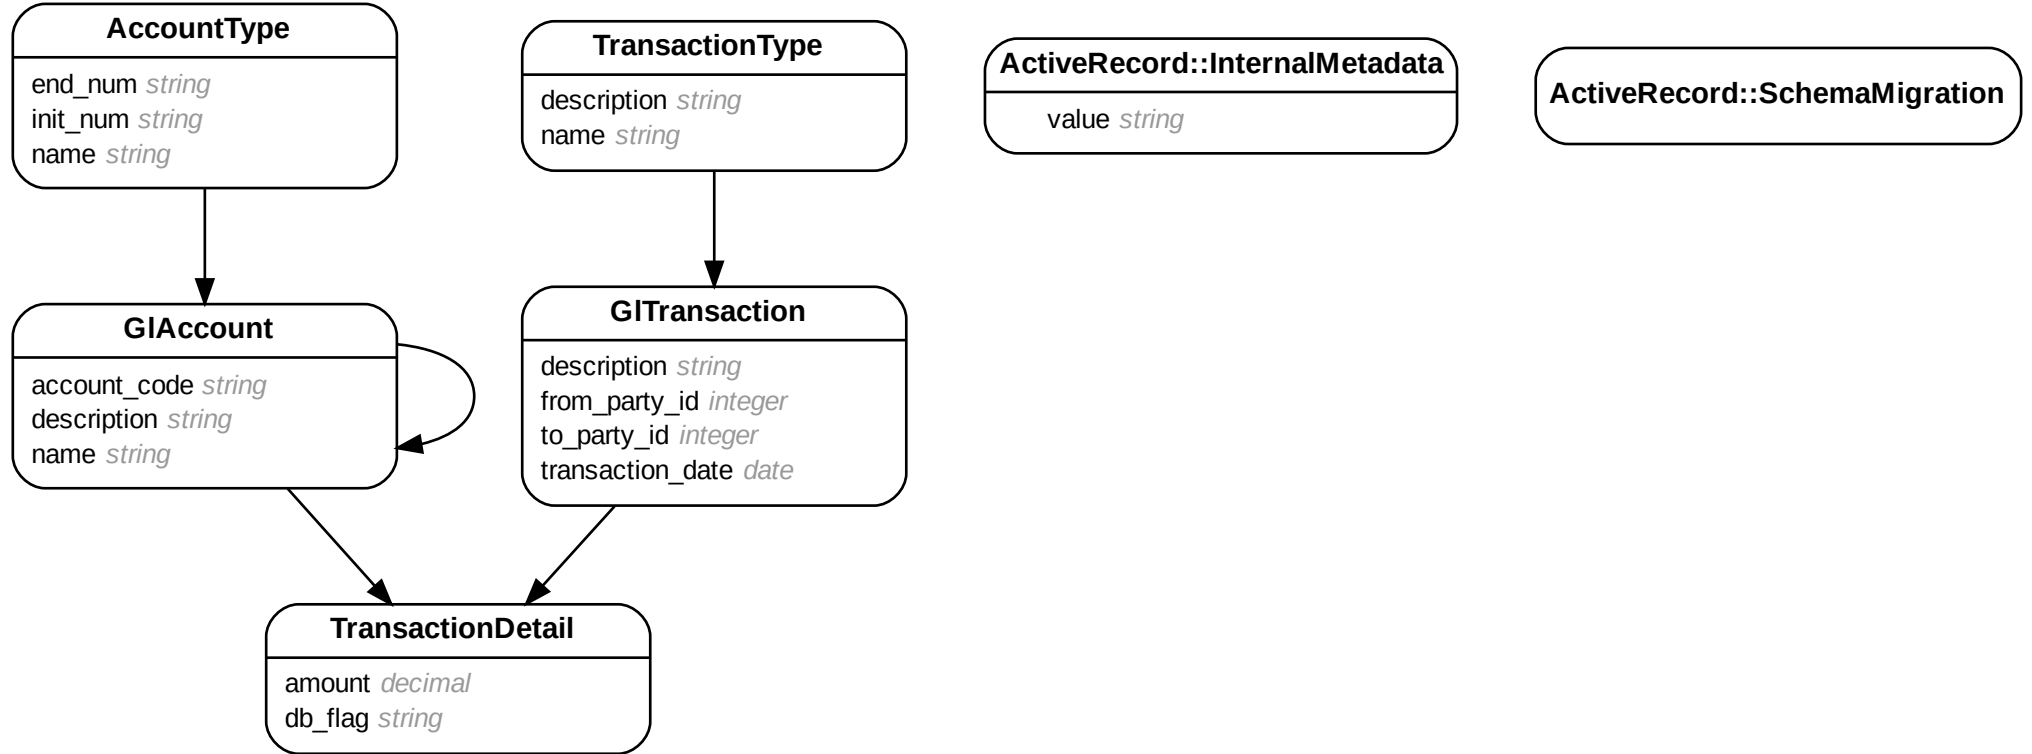 AccountType
end_num string
init_num string
name string
TransactionType
description string
name string
ActiveRecord::InternalMetadata
value string
ActiveRecord::SchemaMigration
GlAccount
account_code string
description string
name string
GlTransaction
description string
from_party_id integer
to_party_id integer
transaction_date date
TransactionDetail
amount decimal
db_flag string